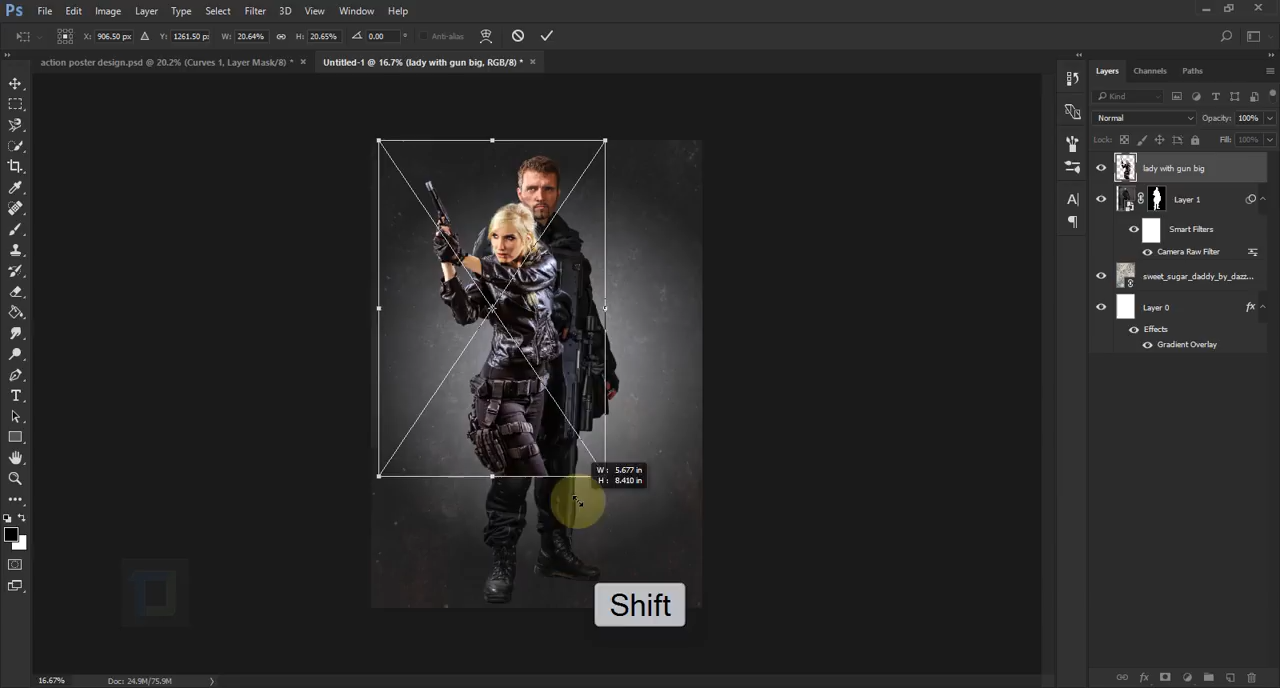 Ps File Edit Image Layer Type Select Filter 3D View Window Help
X: 906.50 px Y: 1261.50 px W: 20.64% H: 20.65% 0.00 ° Anti-alias
action poster design.psd @ 20.2% (Curves 1, Layer Mask/8) * × Untitled-1 @ 16.7% (lady with gun big, RGB/8) * ×
Layers Channels Paths
Kind
Normal Opacity: 100%
Lock: Fill: 100%
lady with gun big
Layer 1
Smart Filters
Camera Raw Filter
sweet_sugar_daddy_by_dazz...
Layer 0 fx
Effects
Gradient Overlay
W: 5.677 in
H: 8.410 in
Shift
16.67% Doc: 24.9M/75.9M